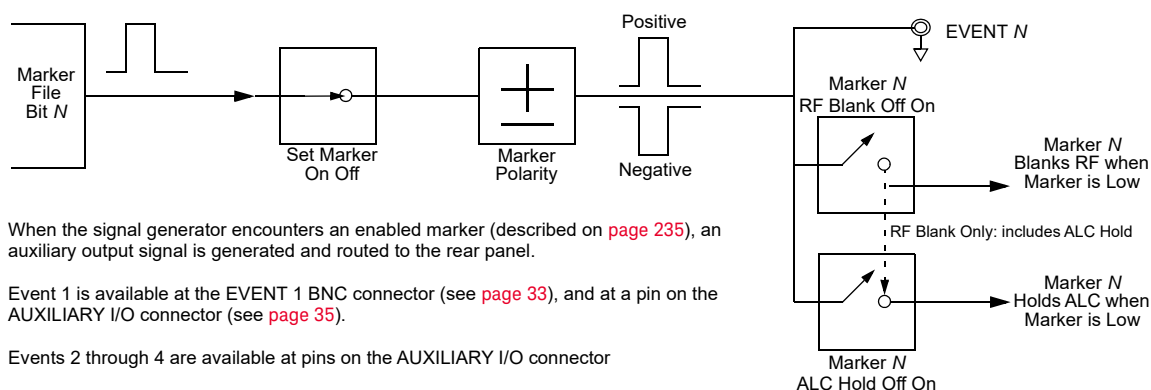 Marker
File
Bit N
Set Marker
On Off
Marker
Polarity
Positive
Negative
EVENT N
Marker N
RF Blank Off On
Marker N
Blanks RF when
Marker is Low
RF Blank Only: includes ALC Hold
Marker N
Holds ALC when
Marker is Low
Marker N
ALC Hold Off On
When the signal generator encounters an enabled marker (described on page 235), an
auxiliary output signal is generated and routed to the rear panel.
Event 1 is available at the EVENT 1 BNC connector (see page 33), and at a pin on the
AUXILIARY I/O connector (see page 35).
Events 2 through 4 are available at pins on the AUXILIARY I/O connector